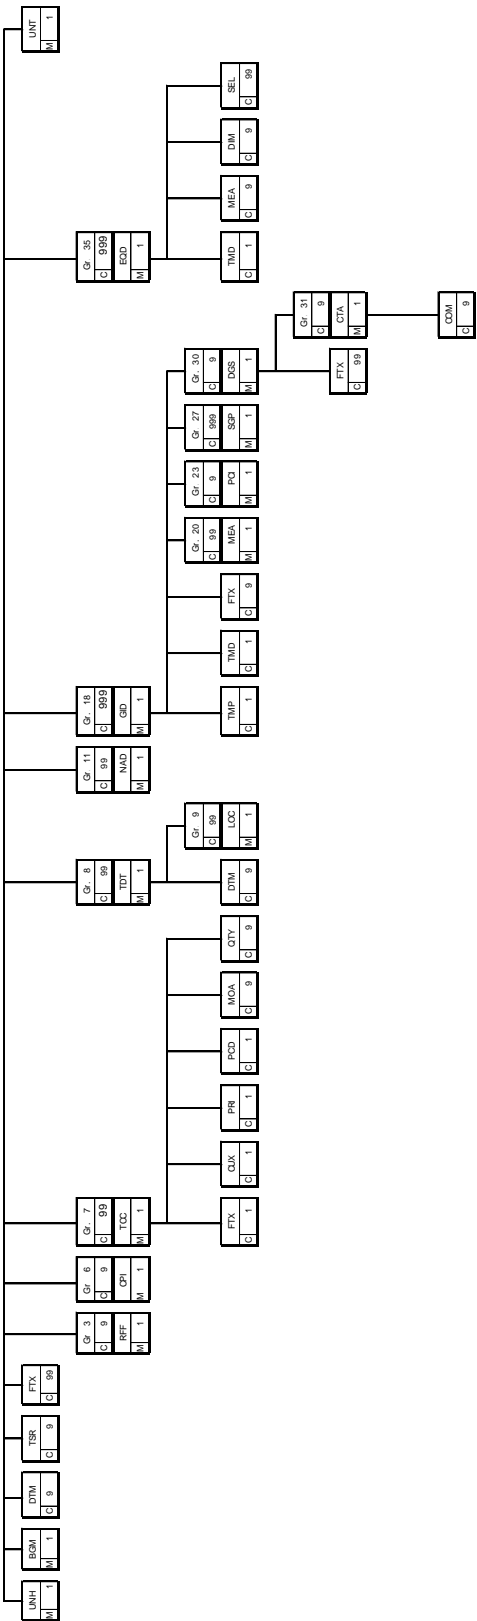 UNH
M 1
BGM
M 1
DTM
C 9
TSR
C 9
FTX
C 99
Gr 3
C 9
RFF
M 1
Gr 6
C 9
CPI
M 1
Gr. 7
C 99
TCC
M 1
FTX
C 1
CUX
C 1
PRI
C 1
PCD
C 1
MOA
C 9
QTY
C 9
Gr. 8
C 99
TDT
M 1
DTM
C 9
Gr 9
C 99
LOC
M 1
Gr 11
C 99
NAD
M 1
Gr. 18
C 999
GID
M 1
TMP
C 1
TMD
C 1
FTX
C 9
Gr. 20
C 99
MEA
M 1
Gr 23
C 9
PCI
M 1
Gr 27
C 999
SGP
M 1
Gr. 30
C 9
DGS
M 1
FTX
C 99
Gr 31
C 9
CTA
M 1
COM
C 9
Gr 35
C 999
EQD
M 1
TMD
C 1
MEA
C 9
DIM
C 9
SEL
C 99
UNT
M 1